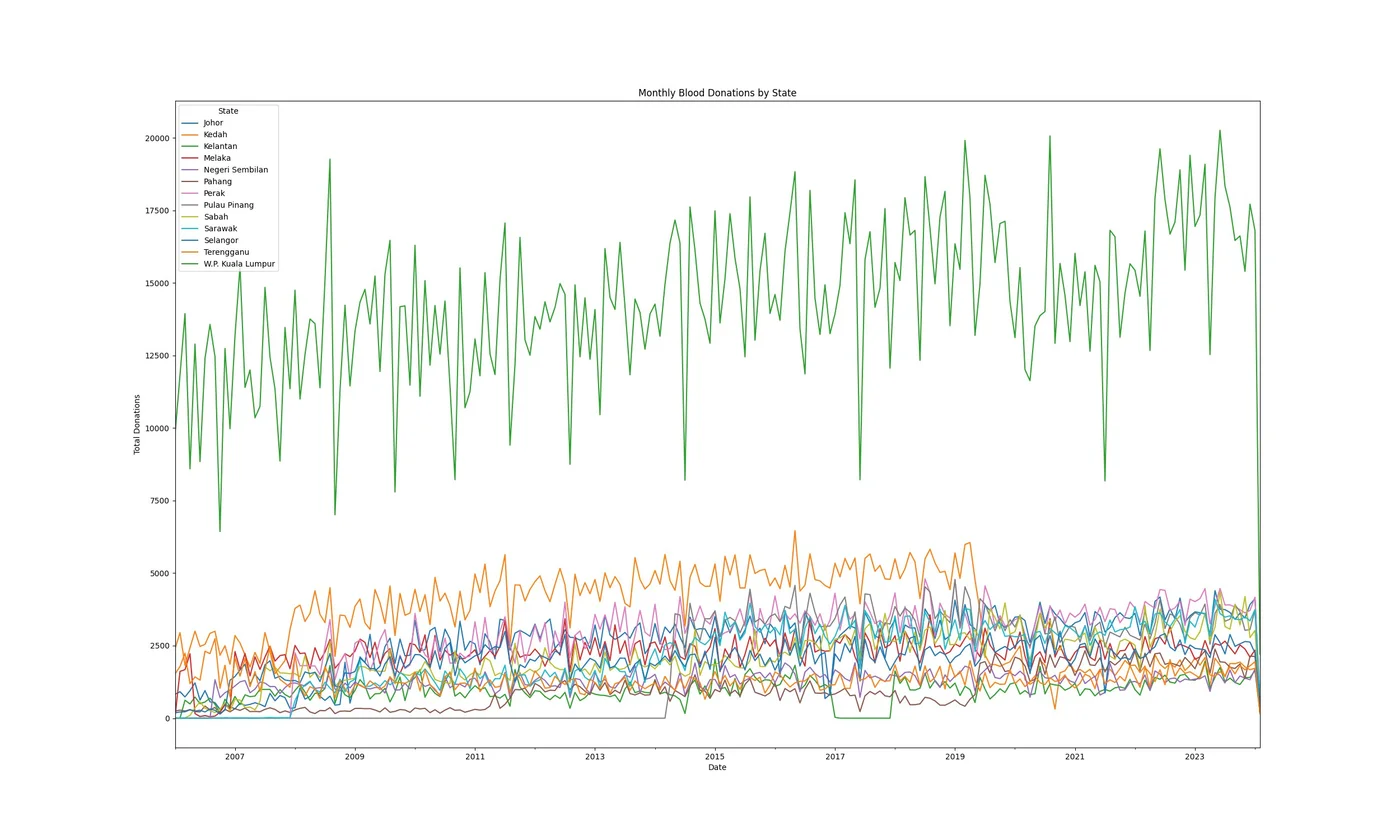 Monthly Blood Donations by State
State
Johor
Kedah
Kelantan
Melaka
Negeri Sembilan
Pahang
Perak
Pulau Pinang
Sabah
Sarawak
Selangor
Terengganu
W.P. Kuala Lumpur
20000
17500
15000
12500
10000
7500
5000
2500
0
Total Donations
2007 2009 2011 2013 2015 2017 2019 2021 2023
Date